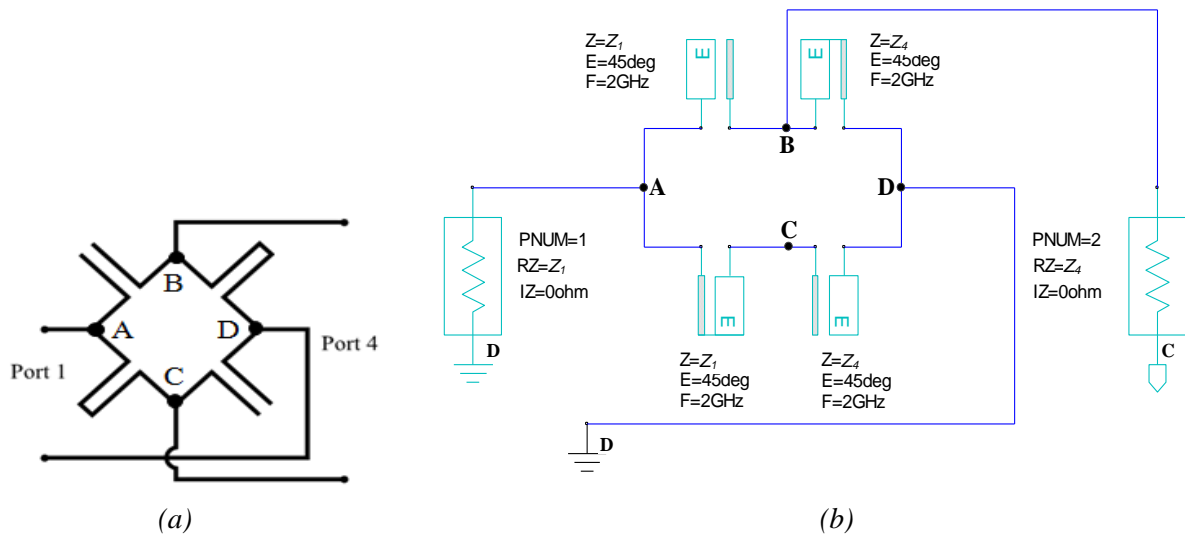 B
A
D
C
Port 1
Port 4
(a)
Z=Z₁
E=45deg
F=2GHz
E
E
Z=Z₄
E=45deg
F=2GHz
B
A
D
C
PNUM=1
RZ=Z₁
IZ=0ohm
D
E
E
Z=Z₁
E=45deg
F=2GHz
Z=Z₄
E=45deg
F=2GHz
PNUM=2
RZ=Z₄
IZ=0ohm
C
D
(b)